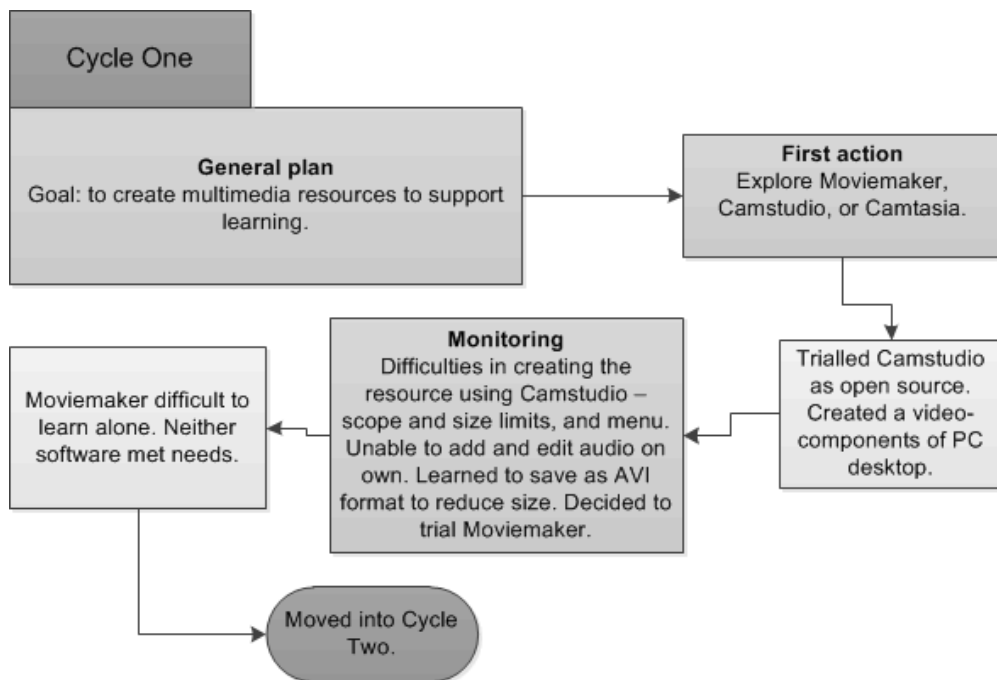 Cycle One
General plan
Goal: to create multimedia resources to support
learning.
First action
Explore Moviemaker,
Camstudio, or Camtasia.
Trialled Camstudio
as open source.
Created a video-
components of PC
desktop.
Monitoring
Difficulties in creating the
resource using Camstudio –
scope and size limits, and menu.
Unable to add and edit audio on
own. Learned to save as AVI
format to reduce size. Decided to
trial Moviemaker.
Moviemaker difficult to
learn alone. Neither
software met needs.
Moved into Cycle
Two.